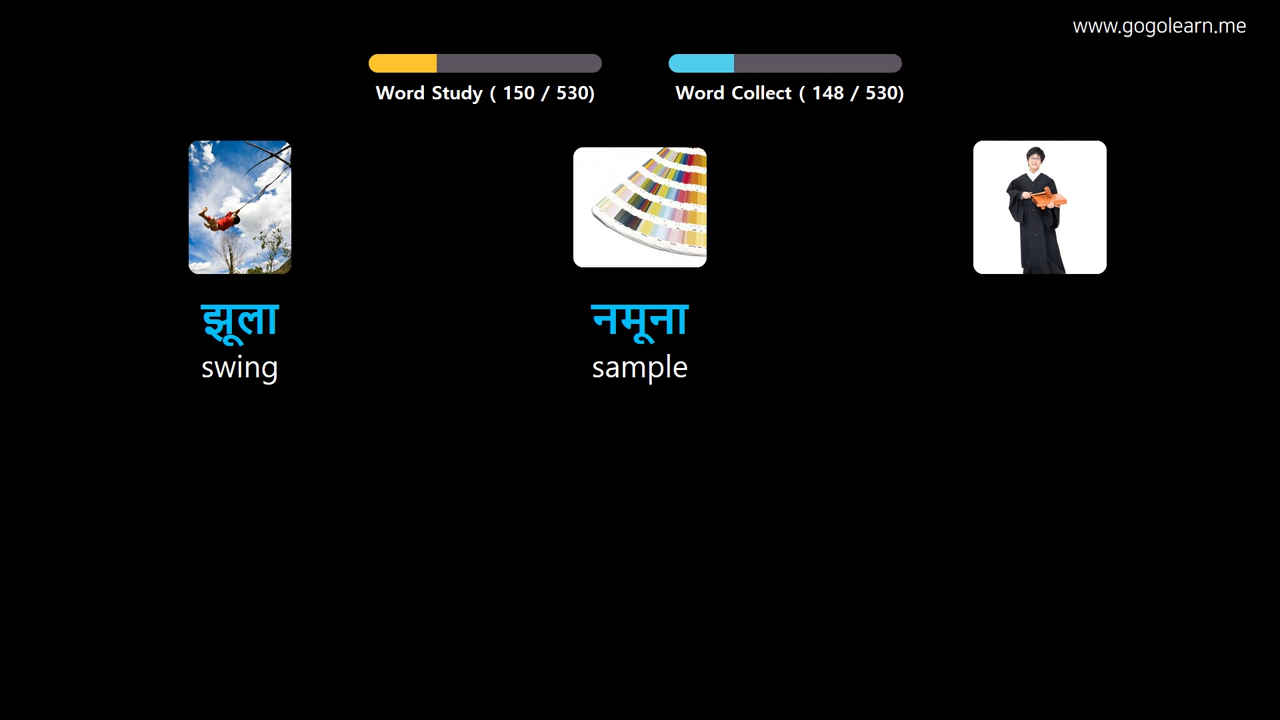 www.gogolearn.me
Word Study ( 150 / 530)
Word Collect ( 148 / 530)
झूला
swing
नमूना
sample